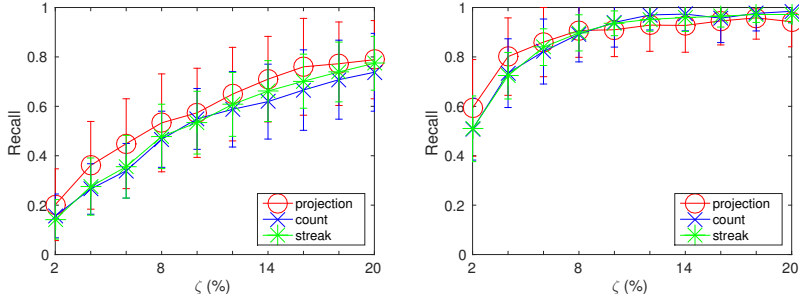 1
0.8
0.6
0.4
0.2
0
Recall
2
8
14
20
ζ (%)
projection
count
streak
1
0.8
0.6
0.4
0.2
0
Recall
2
8
14
20
ζ (%)
projection
count
streak